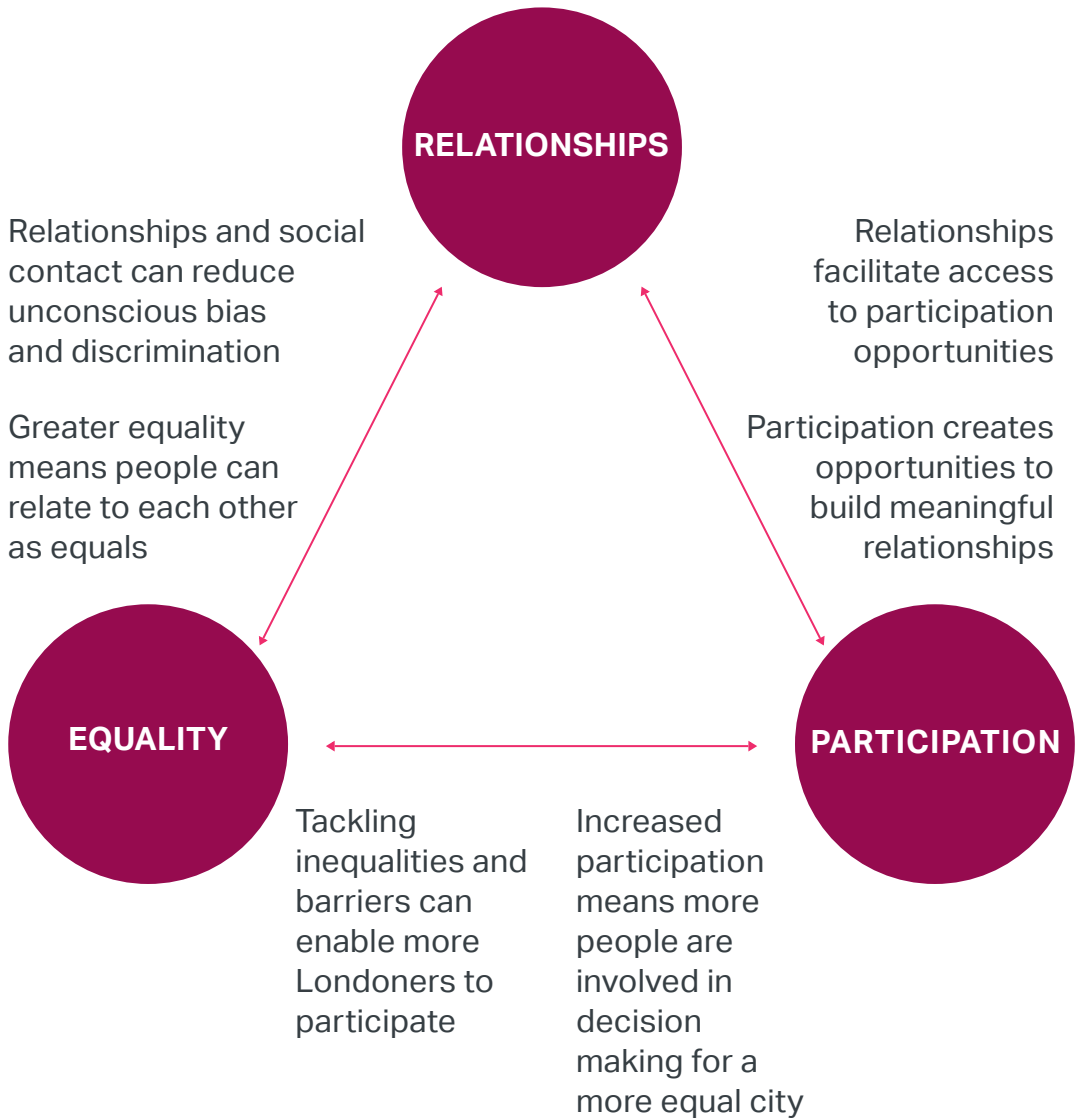 RELATIONSHIPS
Relationships and social
contact can reduce
unconscious bias
and discrimination
Greater equality
means people can
relate to each other
as equals
Relationships
facilitate access
to participation
opportunities
Participation creates
opportunities to
build meaningful
relationships
EQUALITY
PARTICIPATION
Tackling
inequalities and
barriers can
enable more
Londoners to
participate
Increased
participation
means more
people are
involved in
decision
making for a
more equal city